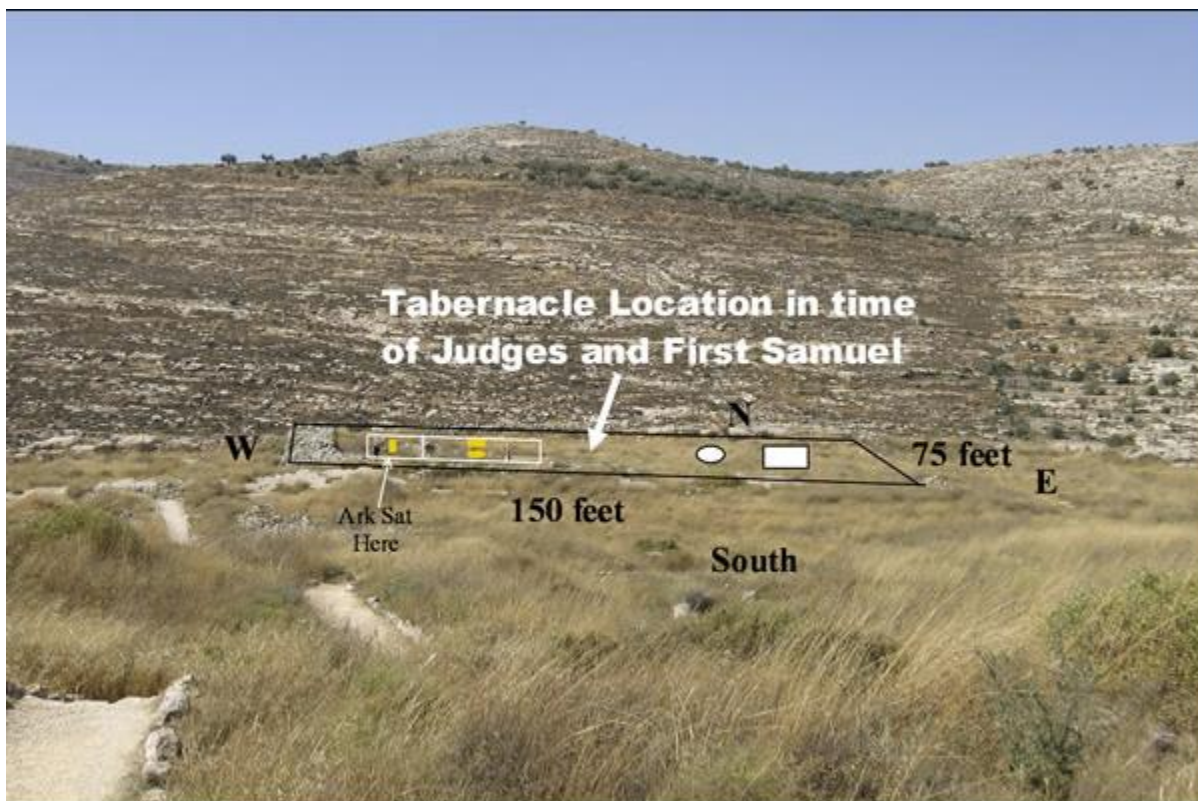 Tabernacle Location in time
of Judges and First Samuel
N
W
75 feet
E
Ark Sat
Here
150 feet
South